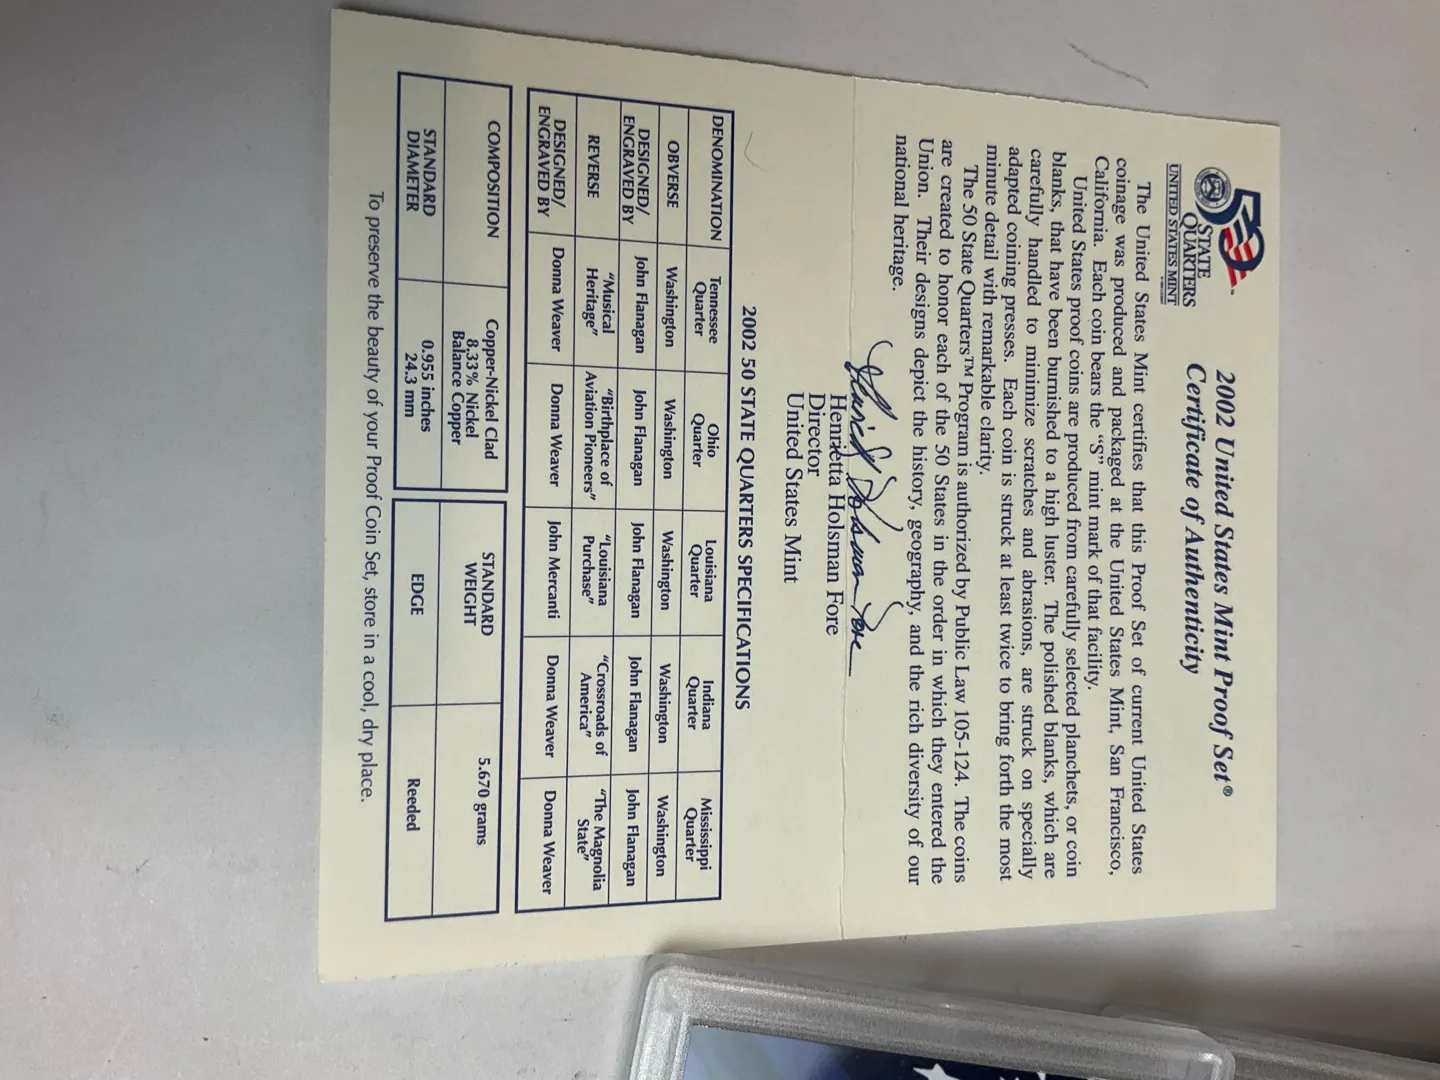 50
STATE
QUARTERS
UNITED STATES MINT
2002 United States Mint Proof Set®
Certificate of Authenticity
The United States Mint certifies that this Proof Set of current United States
coinage was produced and packaged at the United States Mint, San Francisco,
California. Each coin bears the “S” mint mark of that facility.
United States proof coins are produced from carefully selected planchets, or coin
blanks, that have been burnished to a high luster. The polished blanks, which are
carefully handled to minimize scratches and abrasions, are struck on specially
adapted coining presses. Each coin is struck at least twice to bring forth the most
minute detail with remarkable clarity.
The 50 State Quarters™ Program is authorized by Public Law 105-124. The coins
are created to honor each of the 50 States in the order in which they entered the
Union. Their designs depict the history, geography, and the rich diversity of our
national heritage.
Henrietta Holsman Fore
Henrietta Holsman Fore
Director
United States Mint
2002 50 STATE QUARTERS SPECIFICATIONS
DENOMINATION Tennessee Quarter Ohio Quarter Louisiana Quarter Indiana Quarter Mississippi Quarter
OBVERSE Washington Washington Washington Washington Washington
DESIGNED/ ENGRAVED BY John Flanagan John Flanagan John Flanagan John Flanagan John Flanagan
REVERSE “Musical Heritage” “Birthplace of Aviation Pioneers” “Louisiana Purchase” “Crossroads of America” “The Magnolia State”
DESIGNED/ ENGRAVED BY Donna Weaver Donna Weaver John Mercanti Donna Weaver Donna Weaver
COMPOSITION Copper-Nickel Clad 8.33% Nickel Balance Copper STANDARD WEIGHT 5.670 grams
STANDARD DIAMETER 0.955 inches 24.3 mm EDGE Reeded
To preserve the beauty of your Proof Coin Set, store in a cool, dry place.